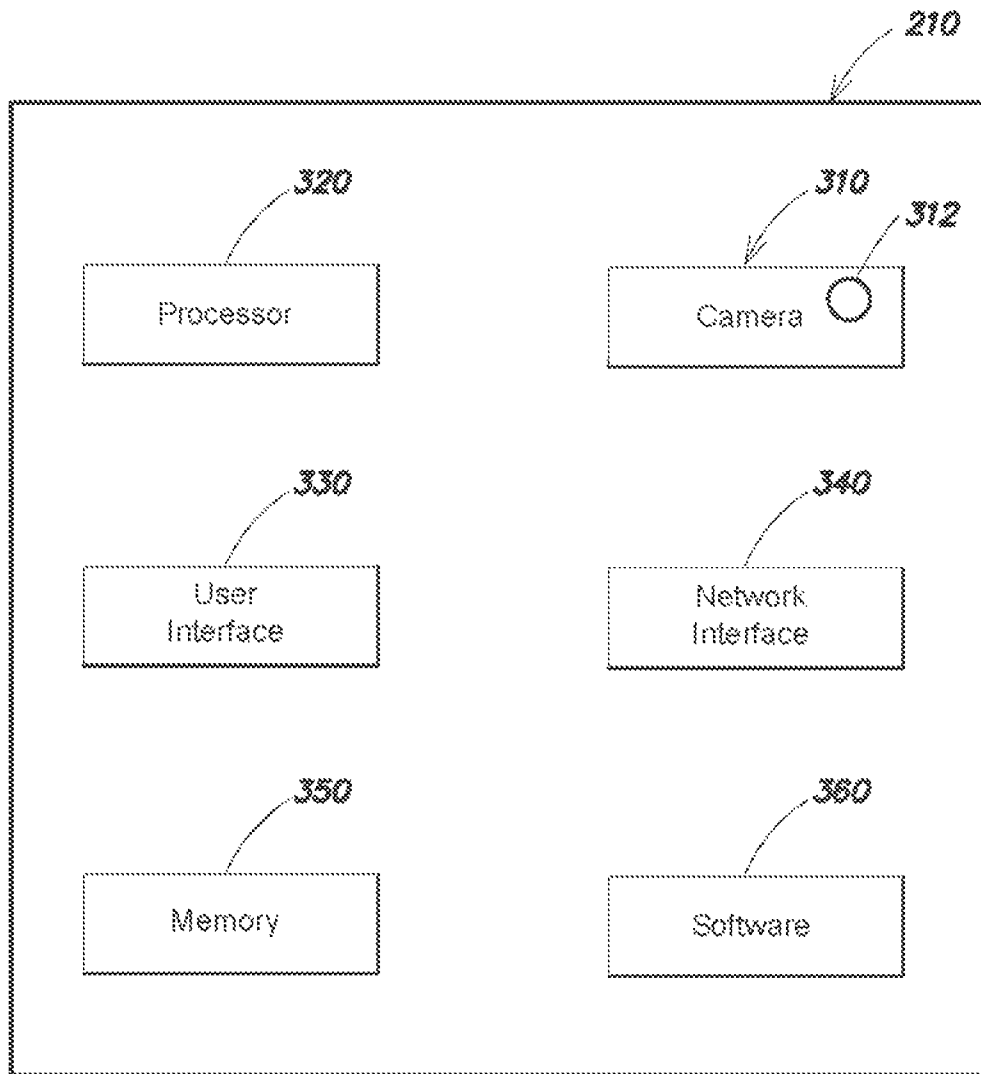 210
320
310
312
Processor
Camera
330
340
User
Interface
Network
Interface
350
360
Memory
Software